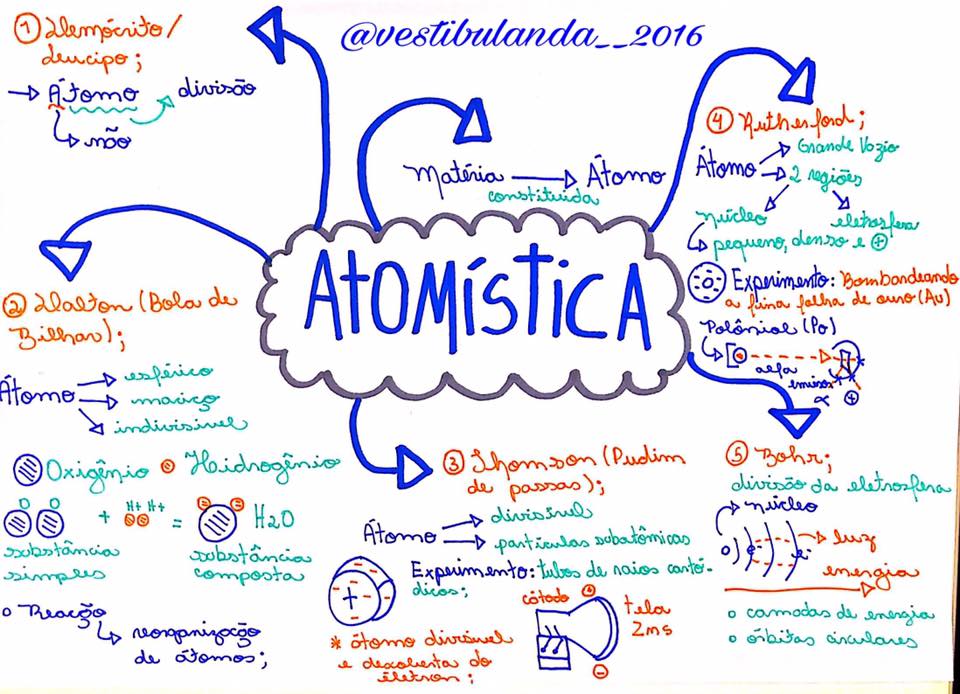 @vestibulanda__2016
ATOMÍSTICA
Matéria → Átomo
constituida
① Demócrito/
Leucipo;
→ Átomo divisão
↳ não
② Dalton (Bola de
Bilhar);
Átomo → esférico
→ maciço
↘ indivisível
Oxigênio Hidrogênio
O O + H+ H+ = H2O
substância
simples
substância
composta
o Reação
↳ reorganização
de átomos;
③ Thomson (Pudim
de passas);
Átomo → divisível
→ partículas subatômicas
Experimento: tubos de raios cató-
dicos;
+
* átomo divisível
e descoberta do
elétron;
cátodo
+
−
tela
Zns
④ Rutherford;
Átomo → Grande Vazio
→ 2 regiões
núcleo eletrosfera
↳ pequeno, denso e ⊕
Experimento: Bombardeando
a fina folha de ouro (Au)
Polônio (Po)
alfa
α ⊕
⑤ Bohr;
divisão da eletrosfera
núcleo
e- e-
luz
energia
o camadas de energia
o órbitas circulares